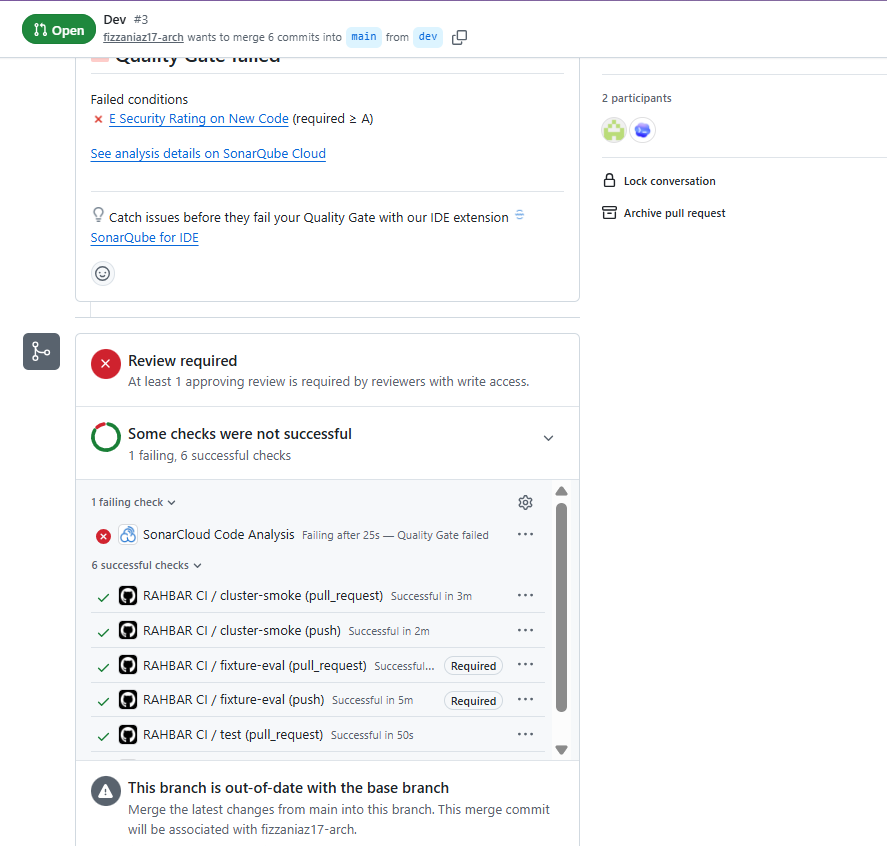 Open
Dev #3
fizzaniaz17-arch wants to merge 6 commits into main from dev
Quality Gate failed
Failed conditions
E Security Rating on New Code (required ≥ A)
See analysis details on SonarQube Cloud
Catch issues before they fail your Quality Gate with our IDE extension
SonarQube for IDE
2 participants
Lock conversation
Archive pull request
Review required
At least 1 approving review is required by reviewers with write access.
Some checks were not successful
1 failing, 6 successful checks
1 failing check
SonarCloud Code Analysis Failing after 25s — Quality Gate failed
6 successful checks
RAHBAR CI / cluster-smoke (pull_request) Successful in 3m
RAHBAR CI / cluster-smoke (push) Successful in 2m
RAHBAR CI / fixture-eval (pull_request) Successful... Required
RAHBAR CI / fixture-eval (push) Successful in 5m Required
RAHBAR CI / test (pull_request) Successful in 50s
This branch is out-of-date with the base branch
Merge the latest changes from main into this branch. This merge commit
will be associated with fizzaniaz17-arch.